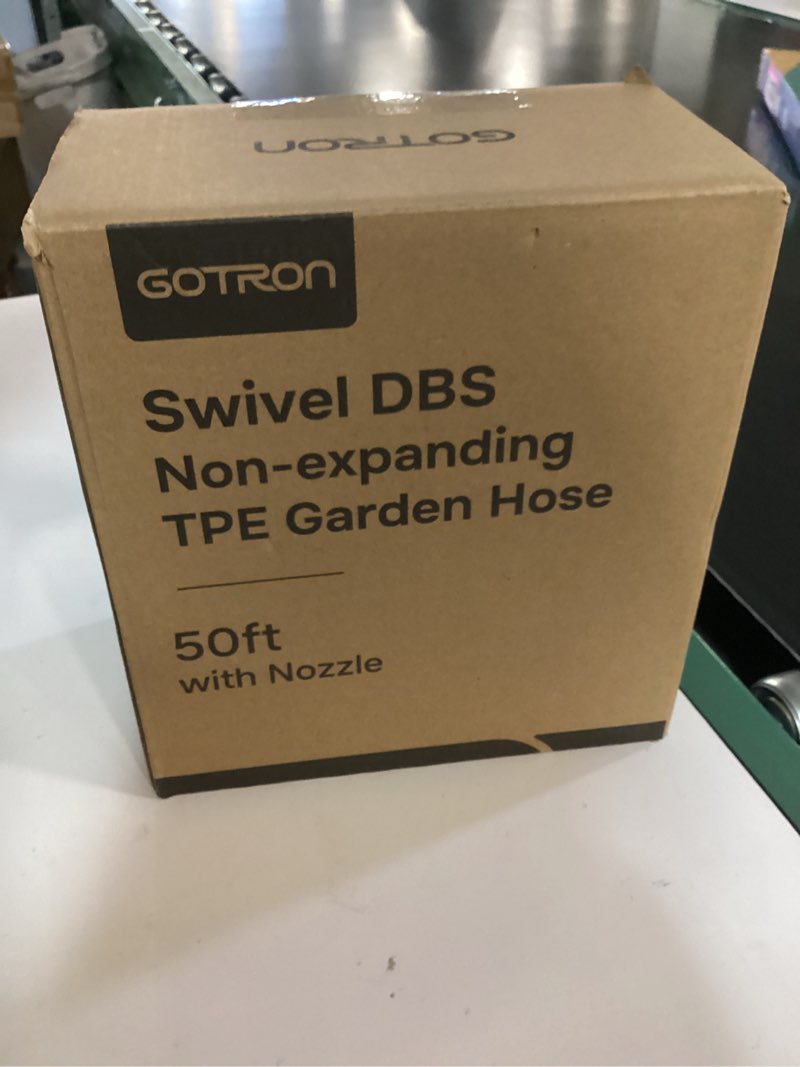 GOTRON
GOTRON
Swivel DBS
Non-expanding
TPE Garden Hose
50ft
with Nozzle